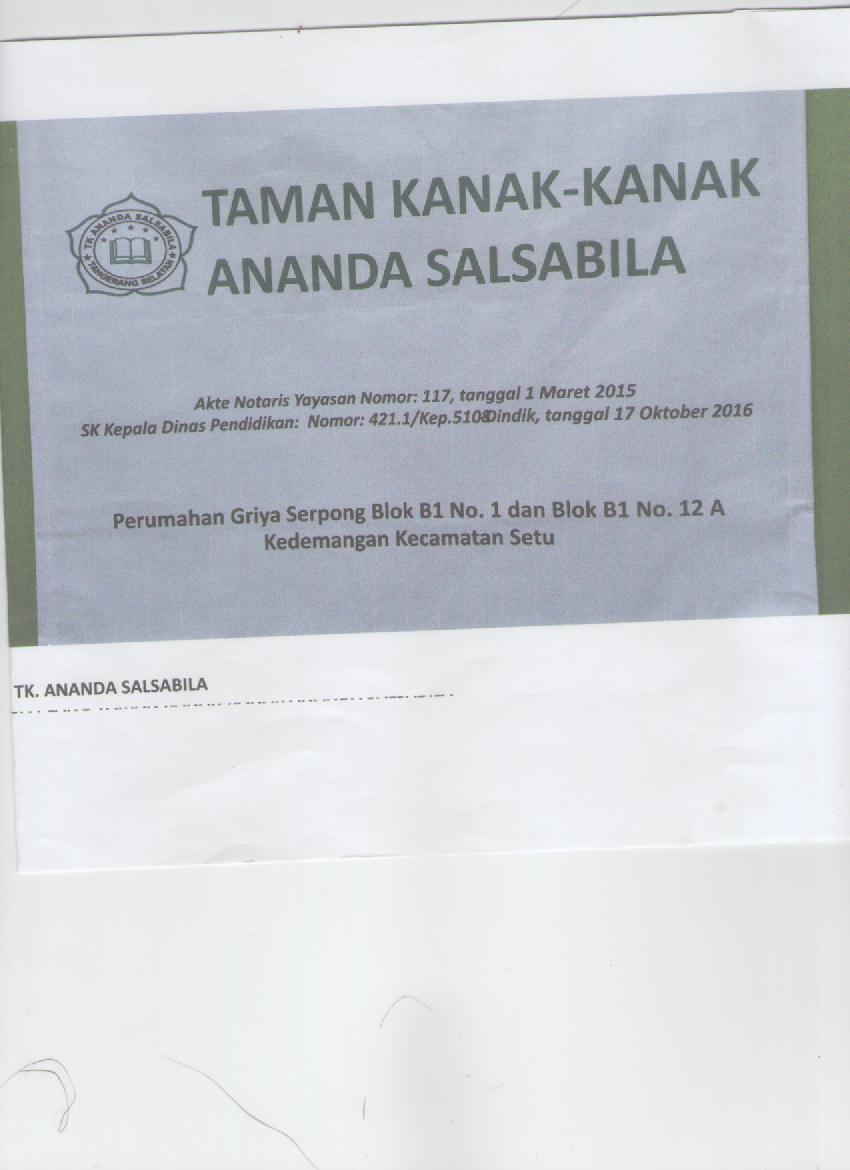 TAMAN KANAK-KANAK
ANANDA SALSABILA
TK ANANDA SALSABILA
TANGERANG SELATAN
Akte Notaris Yayasan Nomor: 117, tanggal 1 Maret 2015
SK Kepala Dinas Pendidikan: Nomor: 421.1/Kep.5108Dindik, tanggal 17 Oktober 2016
Perumahan Griya Serpong Blok B1 No. 1 dan Blok B1 No. 12 A
Kedemangan Kecamatan Setu
TK. ANANDA SALSABILA